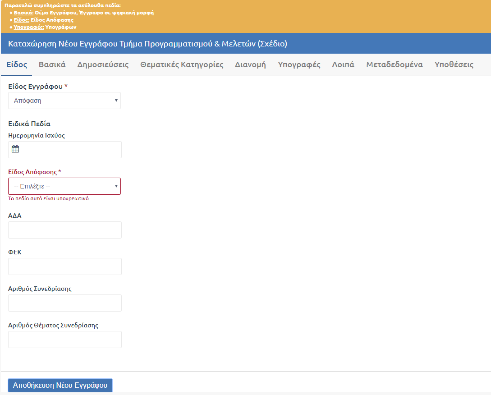 Παρακαλώ συμπληρώστε τα ακόλουθα πεδία:
Βασικά: Θέμα Εγγράφου, Έγγραφο σε ψηφιακή μορφή
Είδος: Είδος Απόφασης
Υπογραφές: Υπογράφων
Καταχώρηση Νέου Εγγράφου Τμήμα Προγραμματισμού & Μελετών (Σχέδιο)
Είδος Βασικά Δημοσιεύσεις Θεματικές Κατηγορίες Διανομή Υπογραφές Λοιπά Μεταδεδομένα Υποθέσεις
Είδος Εγγράφου *
Απόφαση
Ειδικά Πεδία
Ημερομηνία Ισχύος
Είδος Απόφασης *
Επιλέξτε
Το πεδίο αυτό είναι υποχρεωτικό
ΑΔΑ
ΦΕΚ
Αριθμός Συνεδρίασης
Αριθμός Θέματος Συνεδρίασης
Αποθήκευση Νέου Εγγράφου